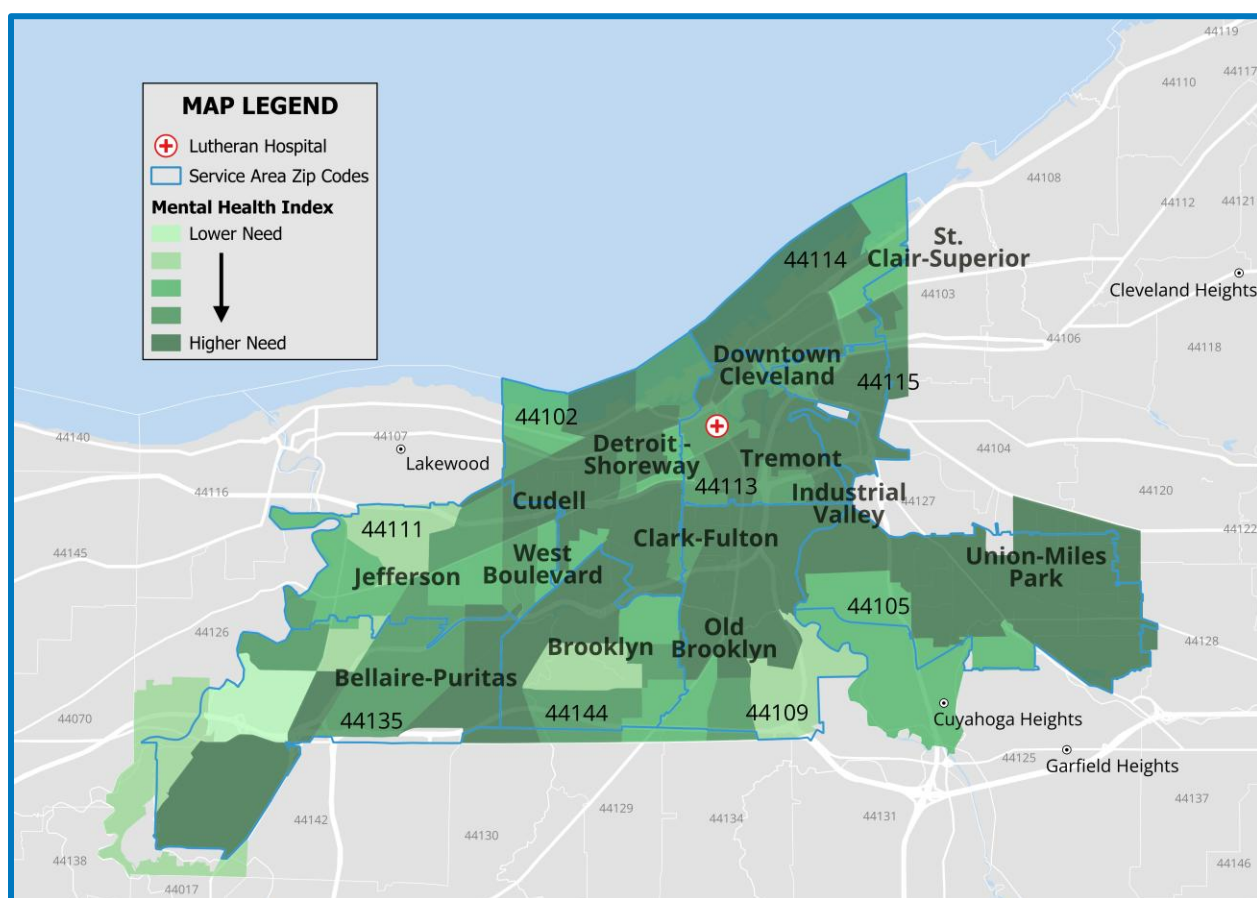 MAP LEGEND
Lutheran Hospital
Service Area Zip Codes
Mental Health Index
Lower Need
Higher Need
44119
44117
44110
44108
44121
44112
St.
Clair-Superior
44114
44103
Cleveland Heights
44106
44118
Downtown
Cleveland
44115
44102
44107
44140
Lakewood
Detroit -
Shoreway
Tremont
44104
44113
44116
44120
Cudell
Industrial
Valley
44127
44111
44122
44145
Clark-Fulton
West
Boulevard
Jefferson
Union-Miles
Park
44105
44126
44128
Old
Brooklyn
Brooklyn
Bellaire-Puritas
44070
44135
44144
44109
Cuyahoga Heights
44125
Garfield Heights
44137
44142
44129
44130
44134
44131
44138
44146
44017